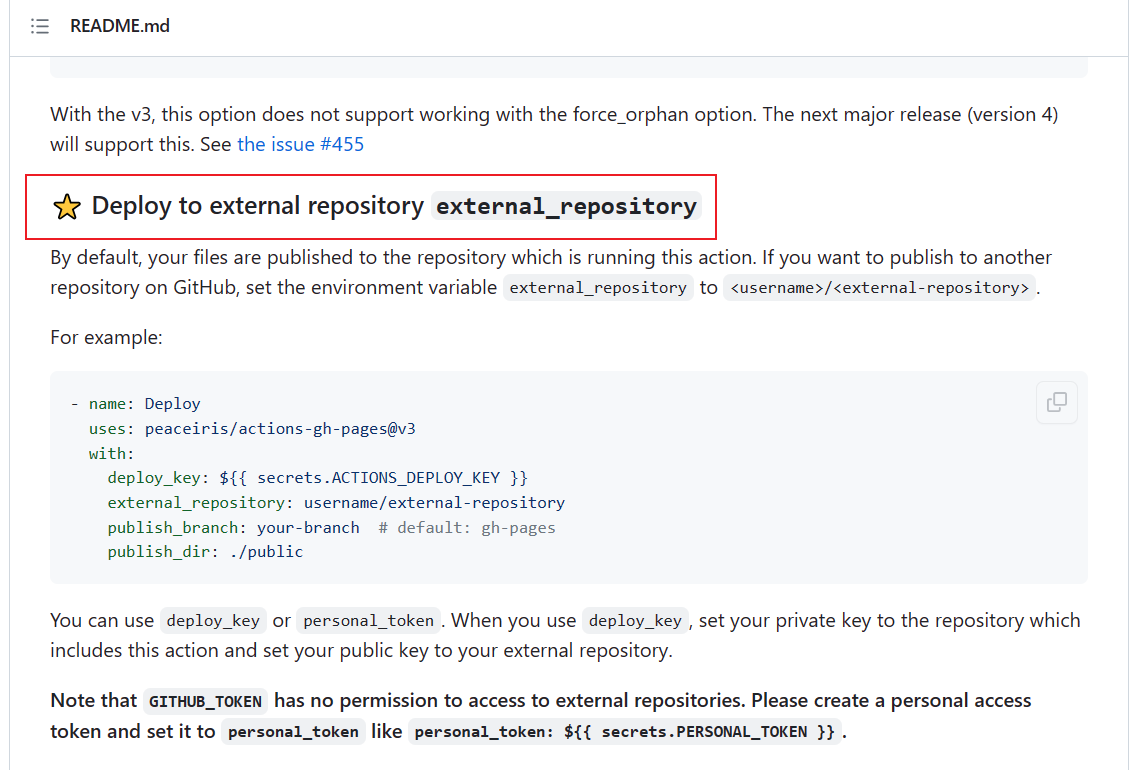 README.md
With the v3, this option does not support working with the force_orphan option. The next major release (version 4)
will support this. See the issue #455
Deploy to external repository external_repository
By default, your files are published to the repository which is running this action. If you want to publish to another
repository on GitHub, set the environment variable external_repository to <username>/<external-repository>.
For example:
- name: Deploy
  uses: peaceiris/actions-gh-pages@v3
  with:
    deploy_key: ${{ secrets.ACTIONS_DEPLOY_KEY }}
    external_repository: username/external-repository
    publish_branch: your-branch  # default: gh-pages
    publish_dir: ./public
You can use deploy_key or personal_token. When you use deploy_key, set your private key to the repository which
includes this action and set your public key to your external repository.
Note that GITHUB_TOKEN has no permission to access to external repositories. Please create a personal access
token and set it to personal_token like personal_token: ${{ secrets.PERSONAL_TOKEN }}.